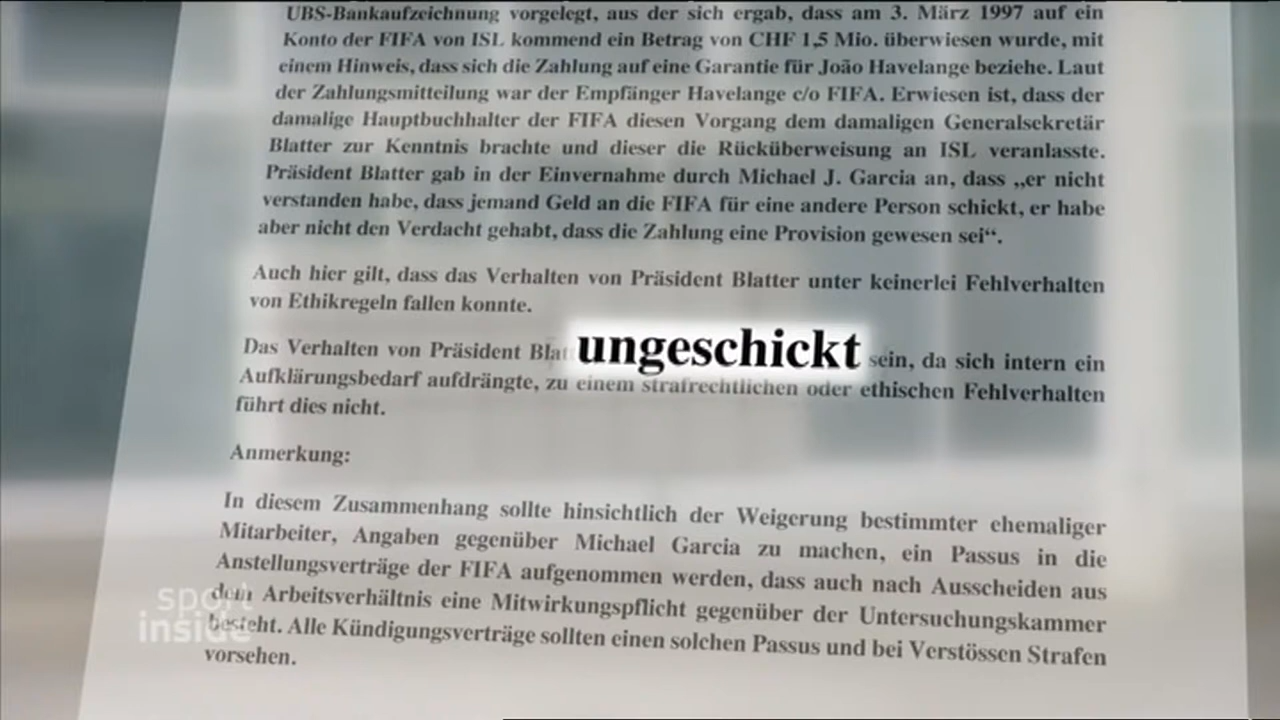 UBS-Bankaufzeichnung vorgelegt, aus der sich ergab, dass am 3. März 1997 auf ein
Konto der FIFA von ISL kommend ein Betrag von CHF 1,5 Mio. überwiesen wurde, mit
einem Hinweis, dass sich die Zahlung auf eine Garantie für João Havelange beziehe. Laut
der Zahlungsmitteilung war der Empfänger Havelange c/o FIFA. Erwiesen ist, dass der
damalige Hauptbuchhalter der FIFA diesen Vorgang dem damaligen Generalsekretär
Blatter zur Kenntnis brachte und dieser die Rücküberweisung an ISL veranlasste.
Präsident Blatter gab in der Einvernahme durch Michael J. Garcia an, dass „er nicht
verstanden habe, dass jemand Geld an die FIFA für eine andere Person schickt, er habe
aber nicht den Verdacht gehabt, dass die Zahlung eine Provision gewesen sei“.
Auch hier gilt, dass das Verhalten von Präsident Blatter unter keinerlei Fehlverhalten
von Ethikregeln fallen konnte.
Das Verhalten von Präsident Blat ungeschickt sein, da sich intern ein
Aufklärungsbedarf aufdrängte, zu einem strafrechtlichen oder ethischen Fehlverhalten
führt dies nicht.
Anmerkung:
In diesem Zusammenhang sollte hinsichtlich der Weigerung bestimmter ehemaliger
Mitarbeiter, Angaben gegenüber Michael Garcia zu machen, ein Passus in die
Anstellungsverträge der FIFA aufgenommen werden, dass auch nach Ausscheiden aus
dem Arbeitsverhältnis eine Mitwirkungspflicht gegenüber der Untersuchungskammer
besteht. Alle Kündigungsverträge sollten einen solchen Passus und bei Verstössen Strafen
vorsehen.
sport
inside